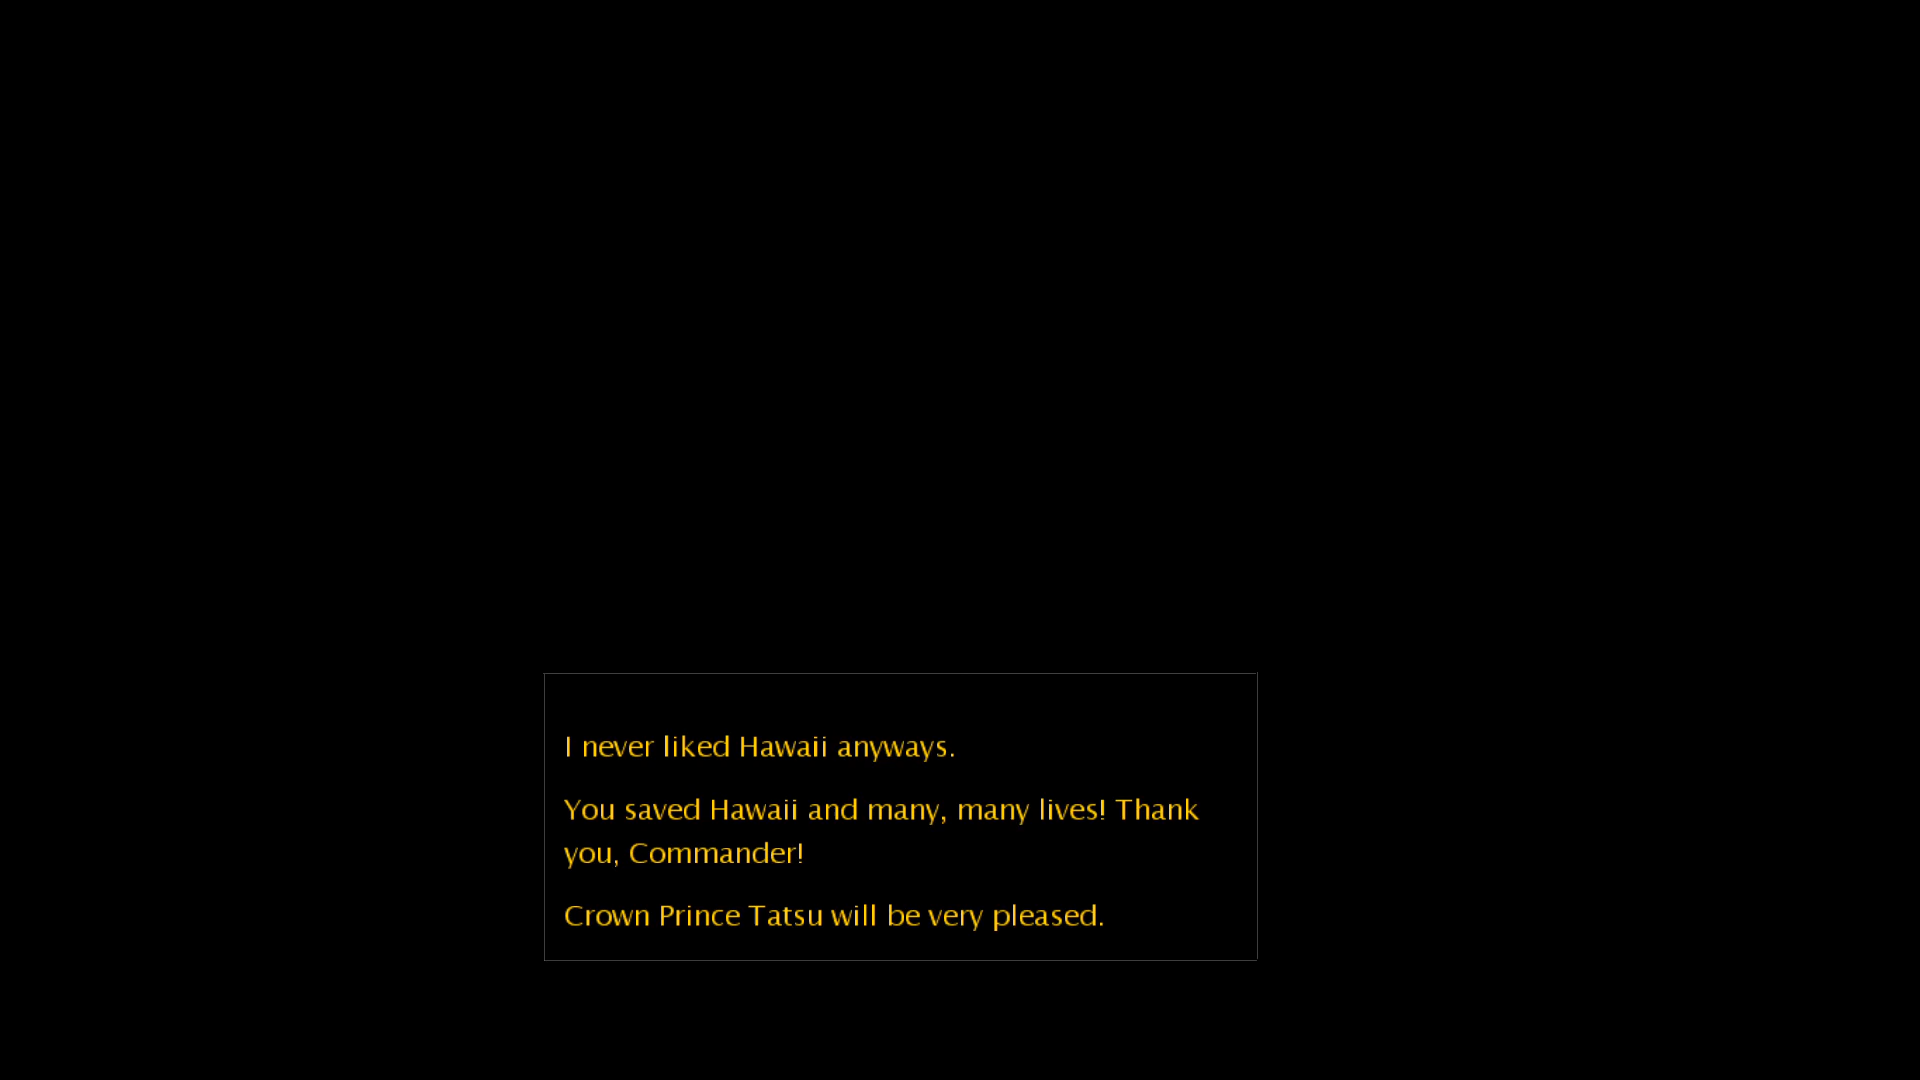 I never liked Hawaii anyways.
You saved Hawaii and many, many lives! Thank
you, Commander!
Crown Prince Tatsu will be very pleased.